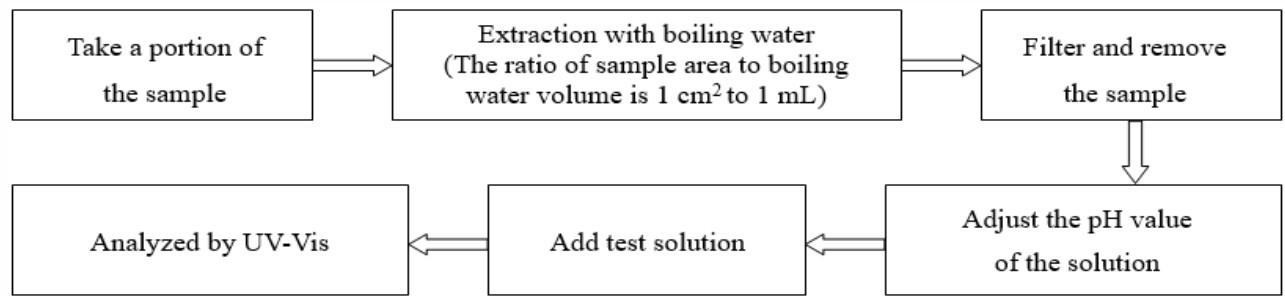 Take a portion of
the sample
Extraction with boiling water
(The ratio of sample area to boiling
water volume is 1 cm² to 1 mL)
Filter and remove
the sample
Adjust the pH value
of the solution
Add test solution
Analyzed by UV-Vis